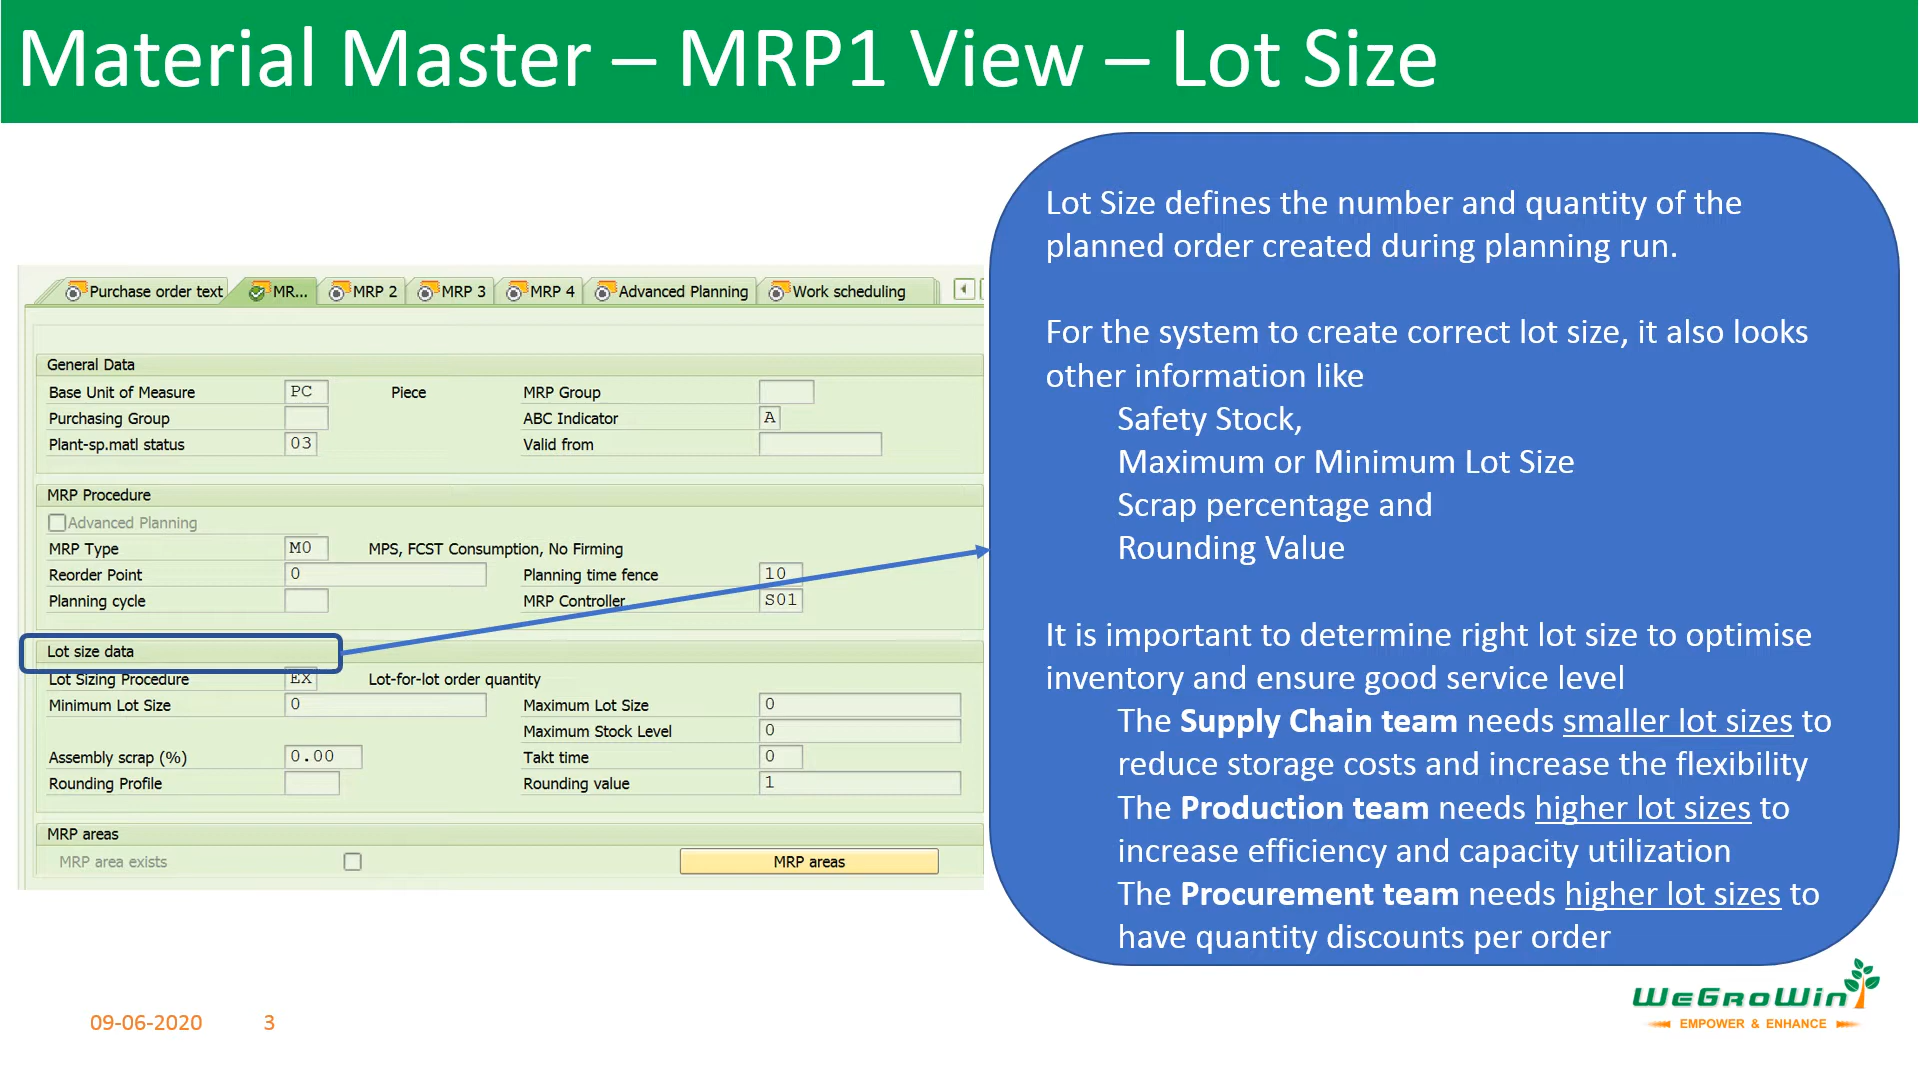 Material Master – MRP1 View – Lot Size
Purchase order text MR... MRP 2 MRP 3 MRP 4 Advanced Planning Work scheduling
General Data
Base Unit of Measure PC Piece MRP Group
Purchasing Group ABC Indicator A
Plant-sp.matl status 03 Valid from
MRP Procedure
Advanced Planning
MRP Type M0 MPS, FCST Consumption, No Firming
Reorder Point 0 Planning time fence 10
Planning cycle MRP Controller S01
Lot size data
Lot Sizing Procedure EX Lot-for-lot order quantity
Minimum Lot Size 0 Maximum Lot Size 0
Maximum Stock Level 0
Assembly scrap (%) 0.00 Takt time 0
Rounding Profile Rounding value 1
MRP areas
MRP area exists MRP areas
Lot Size defines the number and quantity of the
planned order created during planning run.
For the system to create correct lot size, it also looks
other information like
Safety Stock,
Maximum or Minimum Lot Size
Scrap percentage and
Rounding Value
It is important to determine right lot size to optimise
inventory and ensure good service level
The Supply Chain team needs smaller lot sizes to
reduce storage costs and increase the flexibility
The Production team needs higher lot sizes to
increase efficiency and capacity utilization
The Procurement team needs higher lot sizes to
have quantity discounts per order
WeGroWin
EMPOWER & ENHANCE
09-06-2020 3